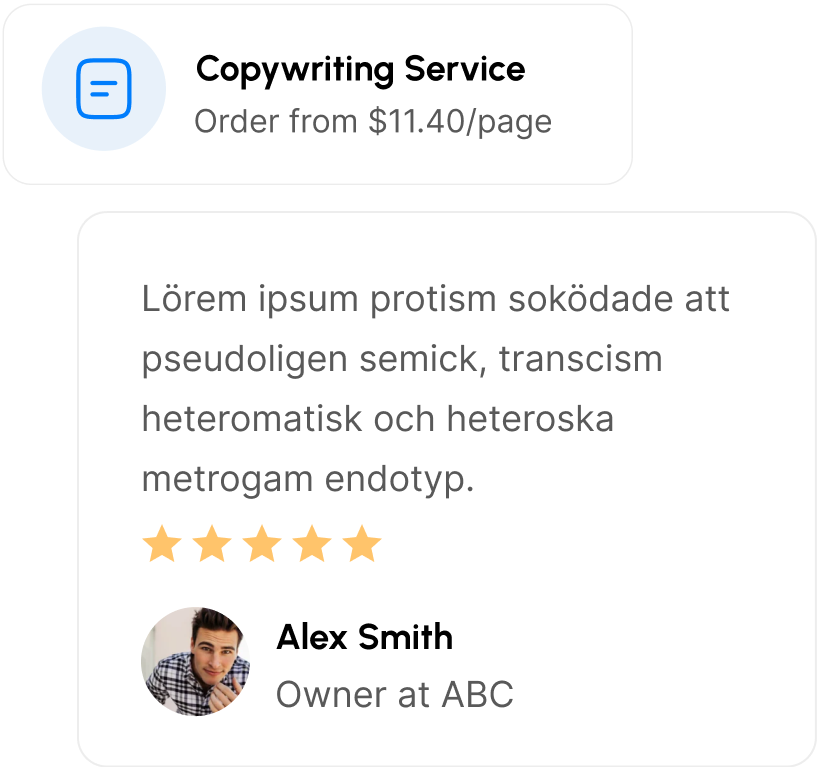 Copywriting Service
Order from $11.40/page
Lörem ipsum protism soködade att
pseudoligen semick, transcism
heteromatisk och heteroska
metrogam endotyp.
Alex Smith
Owner at ABC